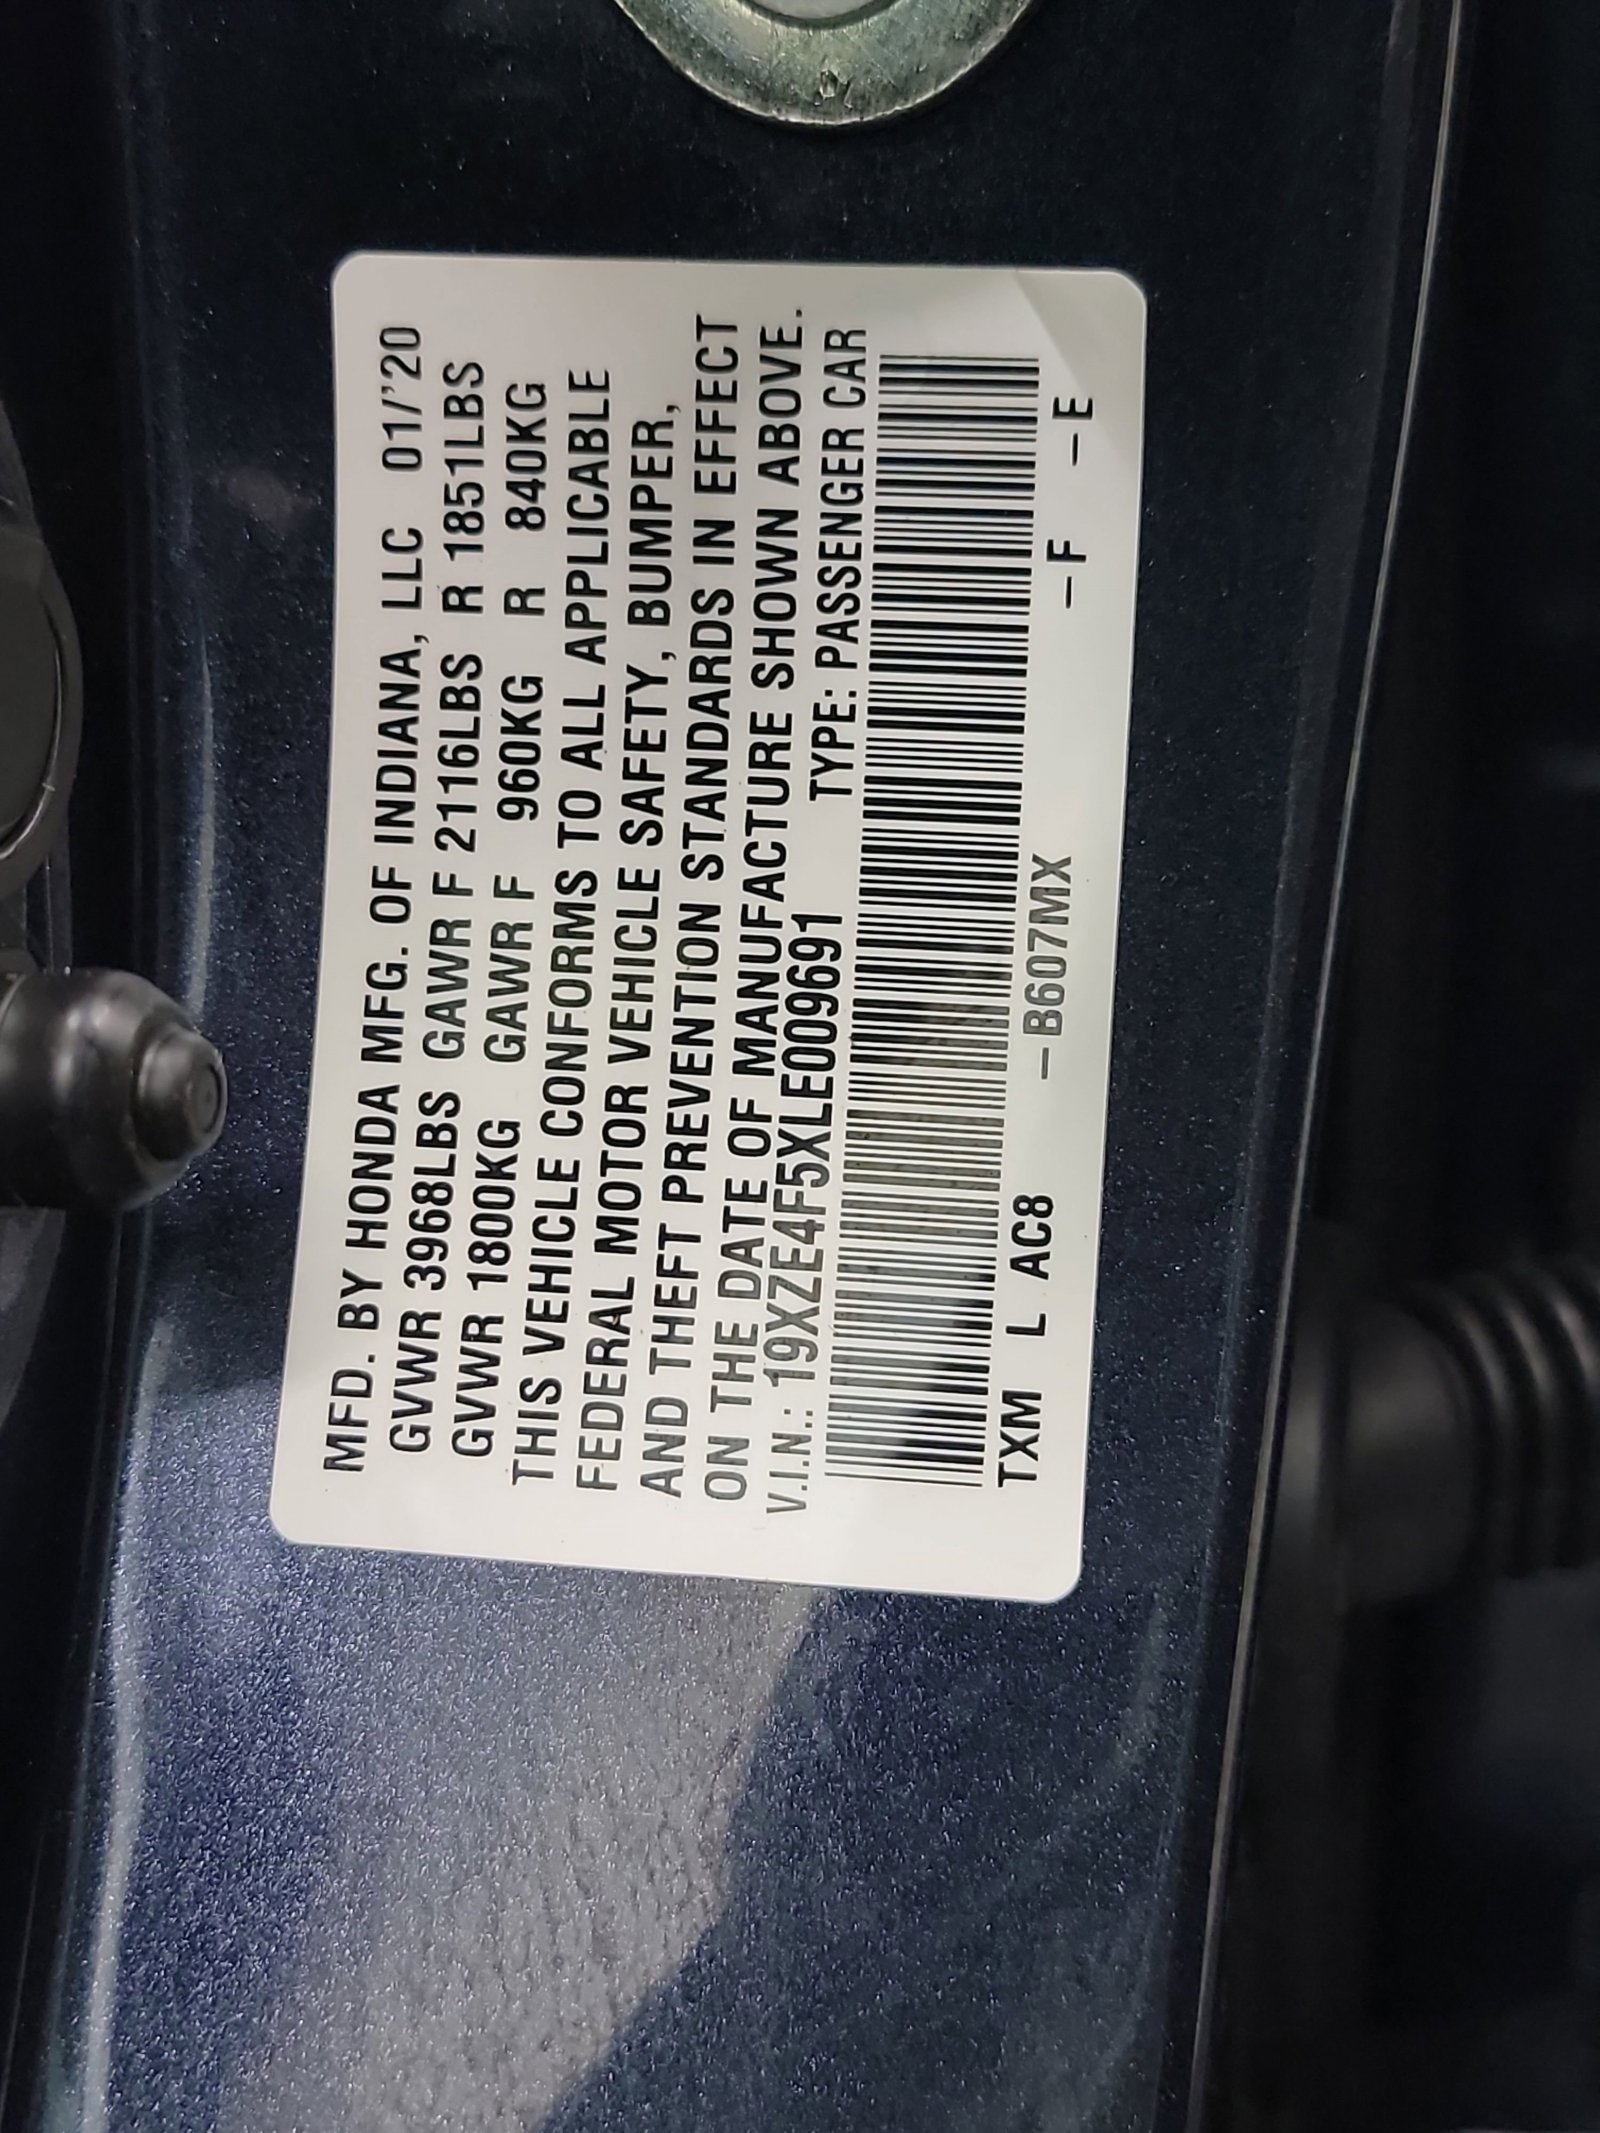 MFD. BY HONDA MFG. OF INDIANA, LLC 01/'20
GVWR 3968LBS GAWR F 2116LBS R 1851LBS
GVWR 1800KG GAWR F 960KG R 840KG
THIS VEHICLE CONFORMS TO ALL APPLICABLE
FEDERAL MOTOR VEHICLE SAFETY, BUMPER,
AND THEFT PREVENTION STANDARDS IN EFFECT
ON THE DATE OF MANUFACTURE SHOWN ABOVE.
V.I.N.: 19XZE4F5XLE009691 TYPE: PASSENGER CAR
TXM L AC8 –B607MX –F –E